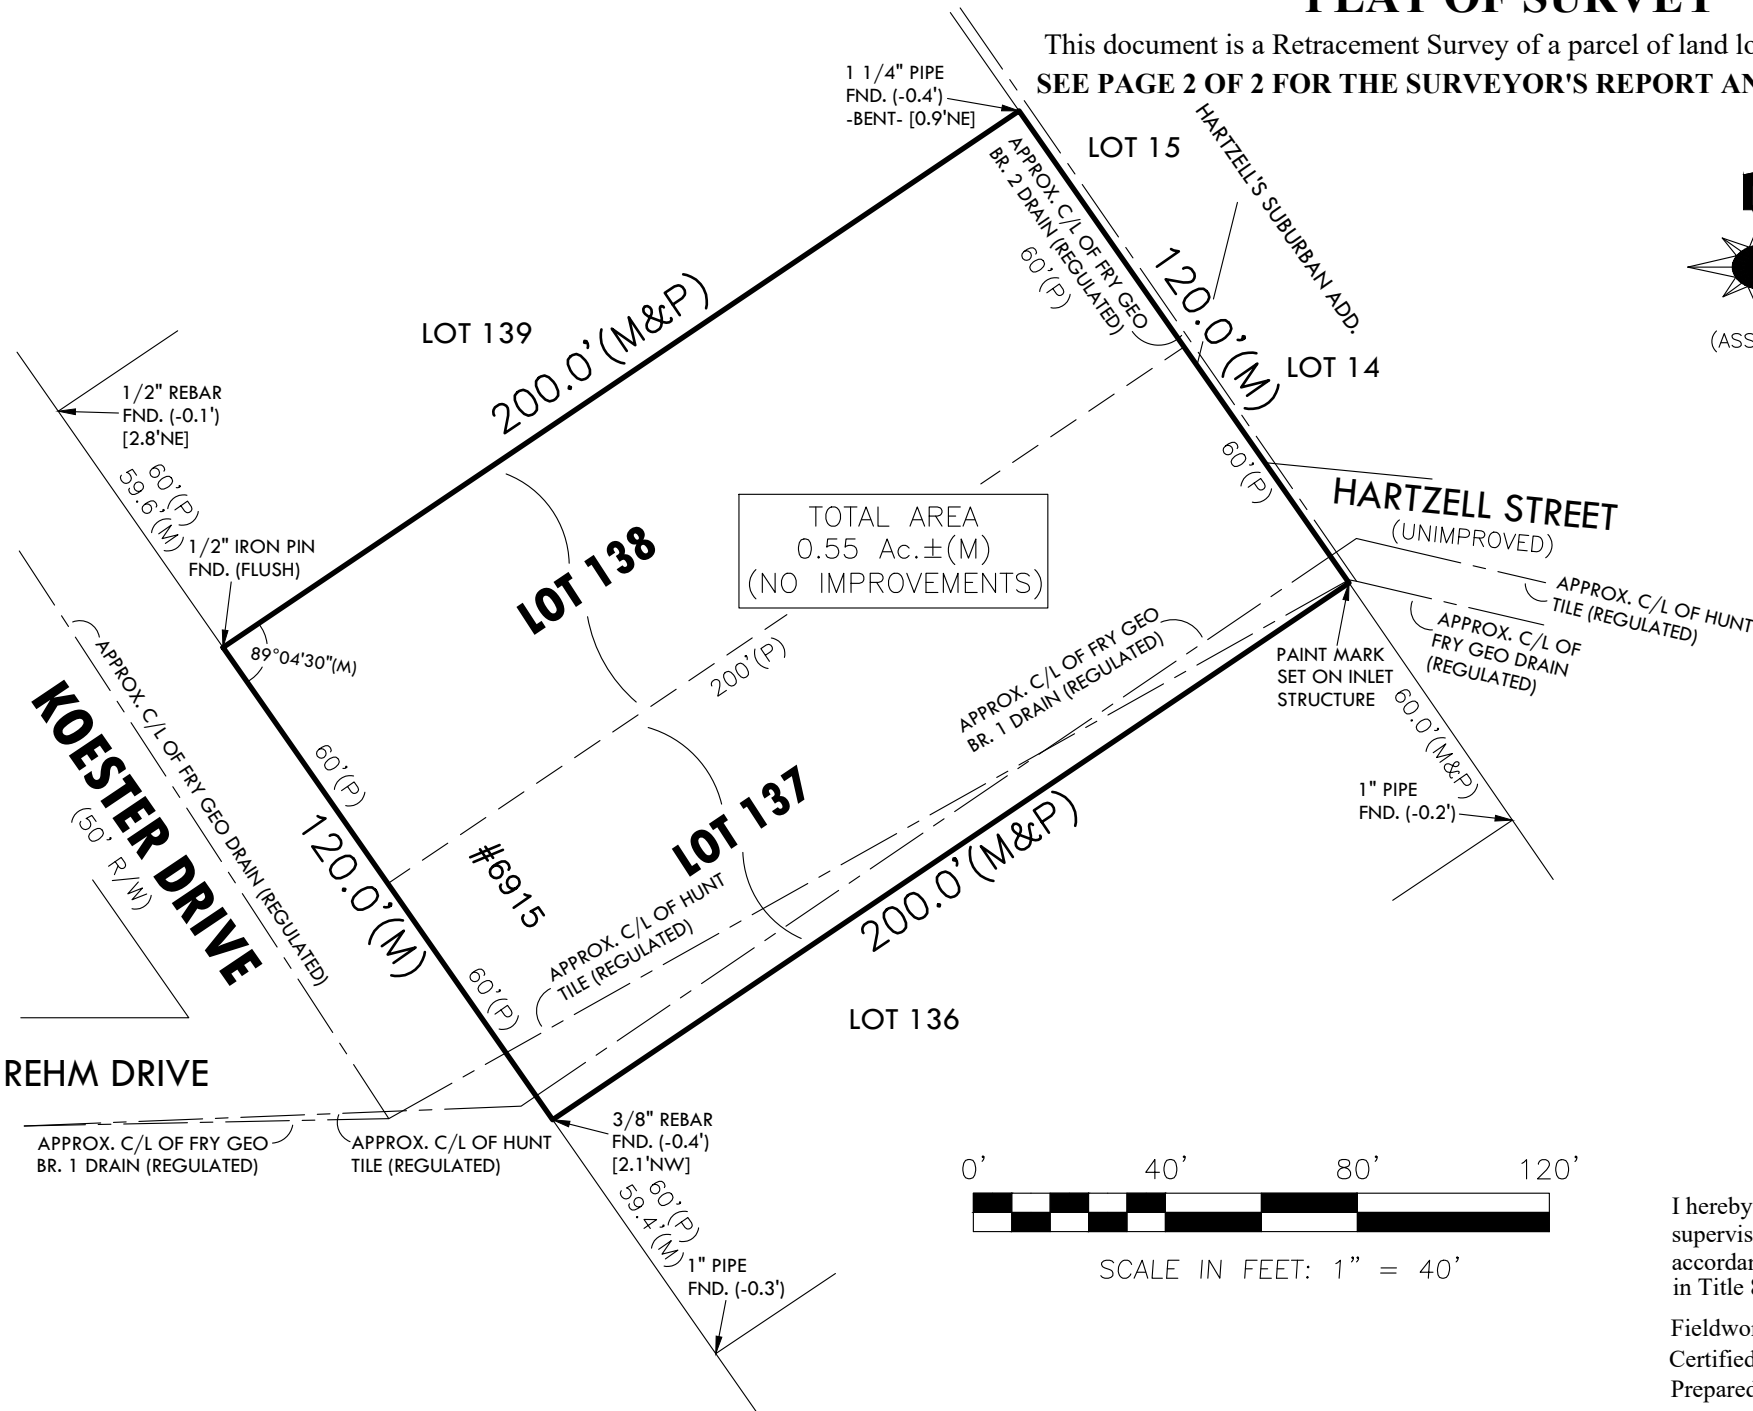 This document is a Retracement Survey of a parcel of land
SEE PAGE 2 OF 2 FOR THE SURVEYOR'S REPORT
1 1/4" PIPE
FND. (-0.4')
-BENT- [0.9'NE]
LOT 15
HARTZELL'S SUBURBAN ADD.
APPROX. C/L OF FRY GEO
BR. 2 DRAIN (REGULATED)
60'(P)
120.0'(M)
LOT 14
LOT 139
200.0'(M&P)
1/2" REBAR
FND. (-0.1')
[2.8'NE]
60'(P)
59.6'(M)
1/2" IRON PIN
FND. (FLUSH)
89°04'30"(M)
60'(P)
HARTZELL STREET
(UNIMPROVED)
TOTAL AREA
0.55 Ac.±(M)
(NO IMPROVEMENTS)
LOT 138
200'(P)
APPROX. C/L OF HUNT
TILE (REGULATED)
APPROX. C/L OF
FRY GEO DRAIN
(REGULATED)
PAINT MARK
SET ON INLET
STRUCTURE
APPROX. C/L OF FRY GEO
BR. 1 DRAIN (REGULATED)
60.0'(M&P)
1" PIPE
FND. (-0.2')
KOESTER DRIVE
(50' R/W)
APPROX. C/L OF FRY GEO DRAIN (REGULATED)
60'(P)
120.0'(M)
60'(P)
#6915
LOT 137
200.0'(M&P)
APPROX. C/L OF HUNT
TILE (REGULATED)
LOT 136
REHM DRIVE
APPROX. C/L OF FRY GEO
BR. 1 DRAIN (REGULATED)
APPROX. C/L OF HUNT
TILE (REGULATED)
3/8" REBAR
FND. (-0.4')
[2.1'NW]
60'(P)
59.4'(M)
1" PIPE
FND. (-0.3')
0' 40' 80' 120'
SCALE IN FEET: 1" = 40'
(ASS
I hereby
in Title
Certified
Prepared